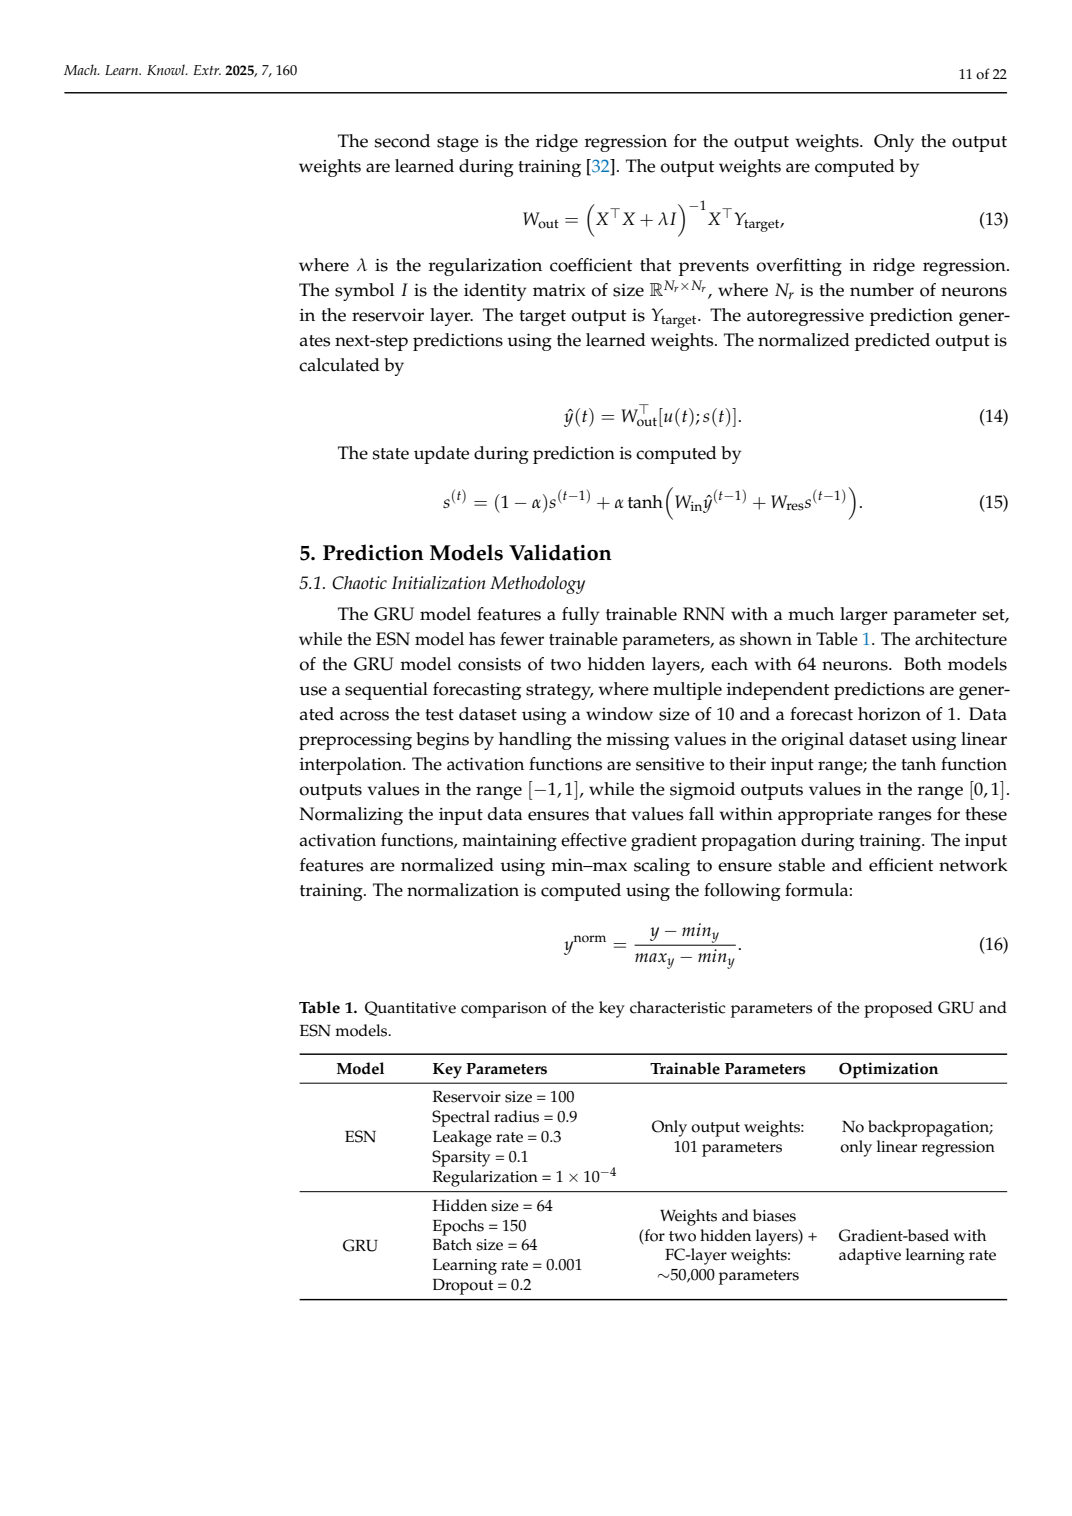 Mach. Learn. Knowl. Extr. 2025, 7, 160
11 of 22
The second stage is the ridge regression for the output weights. Only the output
weights are learned during training [32]. The output weights are computed by
W_out = (X^⊤X + λI)^−1 X^⊤Y_target, (13)
where λ is the regularization coefficient that prevents overfitting in ridge regression.
The symbol I is the identity matrix of size ℝ^{N_r×N_r}, where N_r is the number of neurons
in the reservoir layer. The target output is Y_target. The autoregressive prediction gener-
ates next-step predictions using the learned weights. The normalized predicted output is
calculated by
ŷ(t) = W_out^⊤[u(t); s(t)]. (14)
The state update during prediction is computed by
s^(t) = (1 − α)s^(t−1) + α tanh(W_in ŷ^(t−1) + W_res s^(t−1)). (15)
5. Prediction Models Validation
5.1. Chaotic Initialization Methodology
The GRU model features a fully trainable RNN with a much larger parameter set,
while the ESN model has fewer trainable parameters, as shown in Table 1. The architecture
of the GRU model consists of two hidden layers, each with 64 neurons. Both models
use a sequential forecasting strategy, where multiple independent predictions are gener-
ated across the test dataset using a window size of 10 and a forecast horizon of 1. Data
preprocessing begins by handling the missing values in the original dataset using linear
interpolation. The activation functions are sensitive to their input range; the tanh function
outputs values in the range [−1, 1], while the sigmoid outputs values in the range [0, 1].
Normalizing the input data ensures that values fall within appropriate ranges for these
activation functions, maintaining effective gradient propagation during training. The input
features are normalized using min–max scaling to ensure stable and efficient network
training. The normalization is computed using the following formula:
y^norm = (y − min_y) / (max_y − min_y). (16)
Table 1. Quantitative comparison of the key characteristic parameters of the proposed GRU and
ESN models.
Model Key Parameters Trainable Parameters Optimization
ESN
Reservoir size = 100
Spectral radius = 0.9
Leakage rate = 0.3
Sparsity = 0.1
Regularization = 1 × 10^−4
Only output weights:
101 parameters
No backpropagation;
only linear regression
GRU
Hidden size = 64
Epochs = 150
Batch size = 64
Learning rate = 0.001
Dropout = 0.2
Weights and biases
(for two hidden layers) +
FC-layer weights:
∼50,000 parameters
Gradient-based with
adaptive learning rate